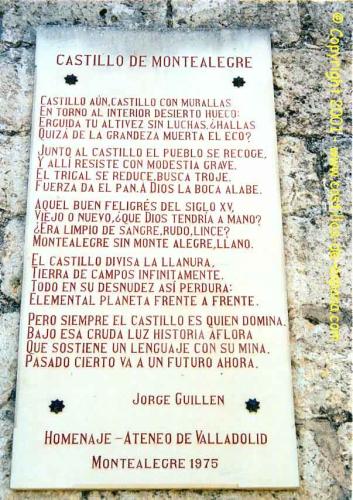 CASTILLO DE MONTEALEGRE
CASTILLO AÚN, CASTILLO CON MURALLAS
EN TORNO AL INTERIOR DESIERTO HUECO:
ERGUIDA TU ALTIVEZ SIN LUCHAS, ¿HALLAS
QUIZÁ DE LA GRANDEZA MUERTA EL ECO?
JUNTO AL CASTILLO EL PUEBLO SE RECOGE,
Y ALLÍ RESISTE CON MODESTIA GRAVE.
EL TRIGAL SE REDUCE, BUSCA TROJE.
FUERZA DA EL PAN. A DIOS LA BOCA ALABE.
AQUEL BUEN FELIGRÉS DEL SIGLO XV,
VIEJO O NUEVO, ¿QUE DIOS TENDRÍA A MANO?
¿ERA LIMPIO DE SANGRE, RUDO, LINCE?
MONTEALEGRE SIN MONTE ALEGRE, LLANO.
EL CASTILLO DIVISA LA LLANURA,
TIERRA DE CAMPOS INFINITAMENTE.
TODO EN SU DESNUDEZ ASÍ PERDURA:
ELEMENTAL PLANETA FRENTE A FRENTE.
PERO SIEMPRE EL CASTILLO ES QUIEN DOMINA.
BAJO ESA CRUDA LUZ HISTORIA AFLORA
QUE SOSTIENE UN LENGUAJE CON SU MINA.
PASADO CIERTO VA A UN FUTURO AHORA.
JORGE GUILLEN
HOMENAJE - ATENEO DE VALLADOLID
MONTEALEGRE 1975